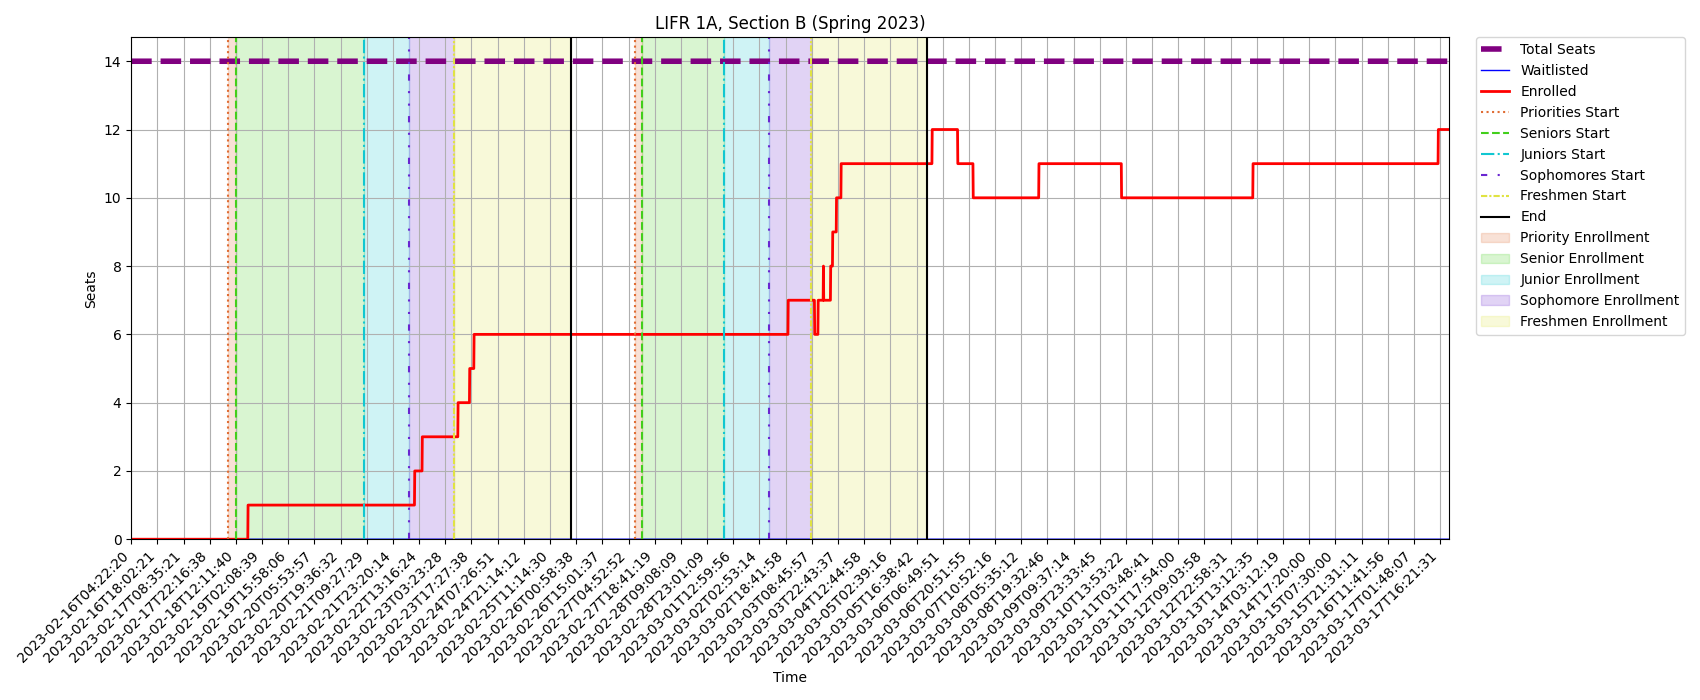 LIFR 1A, Section B (Spring 2023)
Seats
14
12
10
8
6
4
2
0
2023-02-16T04:22:20
2023-02-16T18:02:21
2023-02-17T08:35:21
2023-02-17T22:16:38
2023-02-18T12:11:40
2023-02-19T02:08:39
2023-02-19T15:58:06
2023-02-20T05:53:57
2023-02-20T19:36:32
2023-02-21T09:27:29
2023-02-21T23:20:14
2023-02-22T13:16:24
2023-02-23T03:23:28
2023-02-23T17:27:38
2023-02-24T07:26:51
2023-02-24T21:14:12
2023-02-25T11:14:30
2023-02-26T00:58:38
2023-02-26T15:01:37
2023-02-27T04:52:52
2023-02-27T18:41:19
2023-02-28T09:08:09
2023-02-28T23:01:09
2023-03-01T12:59:56
2023-03-02T02:53:14
2023-03-02T18:41:58
2023-03-03T08:45:57
2023-03-03T22:43:37
2023-03-04T12:44:58
2023-03-05T02:39:16
2023-03-05T16:38:42
2023-03-06T06:49:51
2023-03-06T20:51:55
2023-03-07T10:52:16
2023-03-08T05:35:12
2023-03-08T19:32:46
2023-03-09T09:37:14
2023-03-09T23:33:45
2023-03-10T13:53:22
2023-03-11T03:48:41
2023-03-11T17:54:00
2023-03-12T09:03:58
2023-03-12T22:58:31
2023-03-13T13:12:35
2023-03-14T03:12:19
2023-03-14T17:20:00
2023-03-15T07:30:00
2023-03-15T21:31:11
2023-03-16T11:41:56
2023-03-17T01:48:07
2023-03-17T16:21:31
Time
Total Seats
Waitlisted
Enrolled
Priorities Start
Seniors Start
Juniors Start
Sophomores Start
Freshmen Start
End
Priority Enrollment
Senior Enrollment
Junior Enrollment
Sophomore Enrollment
Freshmen Enrollment